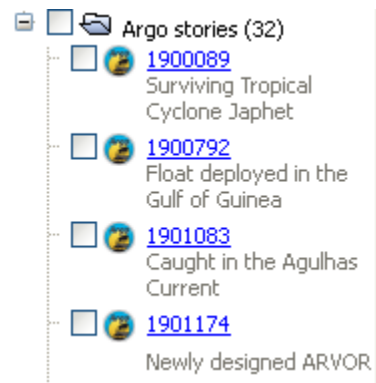 Argo stories (32)
1900089
Surviving Tropical
Cyclone Japhet
1900792
Float deployed in the
Gulf of Guinea
1901083
Caught in the Agulhas
Current
1901174
Newly designed ARVOR